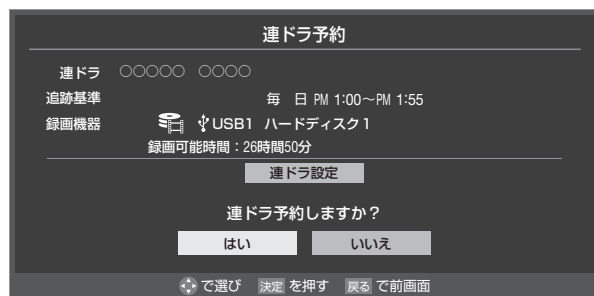 連ドラ予約
連ドラ ○○○○○ ○○○○
追跡基準 毎 日 PM 1:00～PM 1:55
録画機器 USB1 ハードディスク1
録画可能時間：26時間50分
連ドラ設定
連ドラ予約しますか？
はい いいえ
で選び 決定 を押す 戻る で前画面